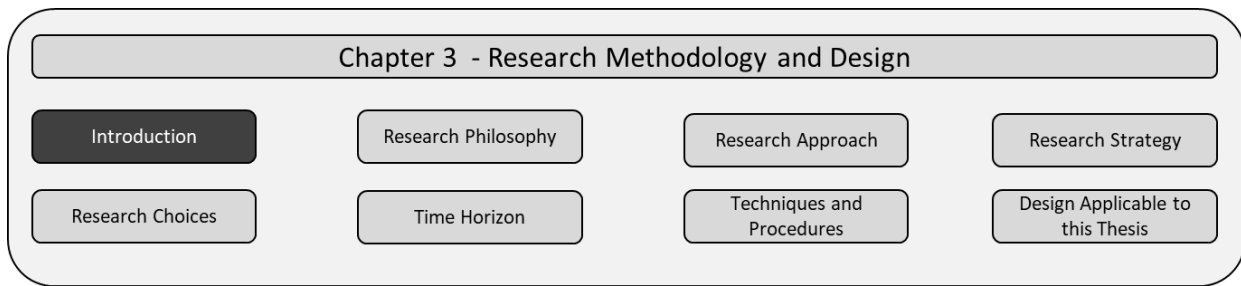 Chapter 3  - Research Methodology and Design
Introduction
Research Philosophy
Research Approach
Research Strategy
Research Choices
Time Horizon
Techniques and
Procedures
Design Applicable to
this Thesis